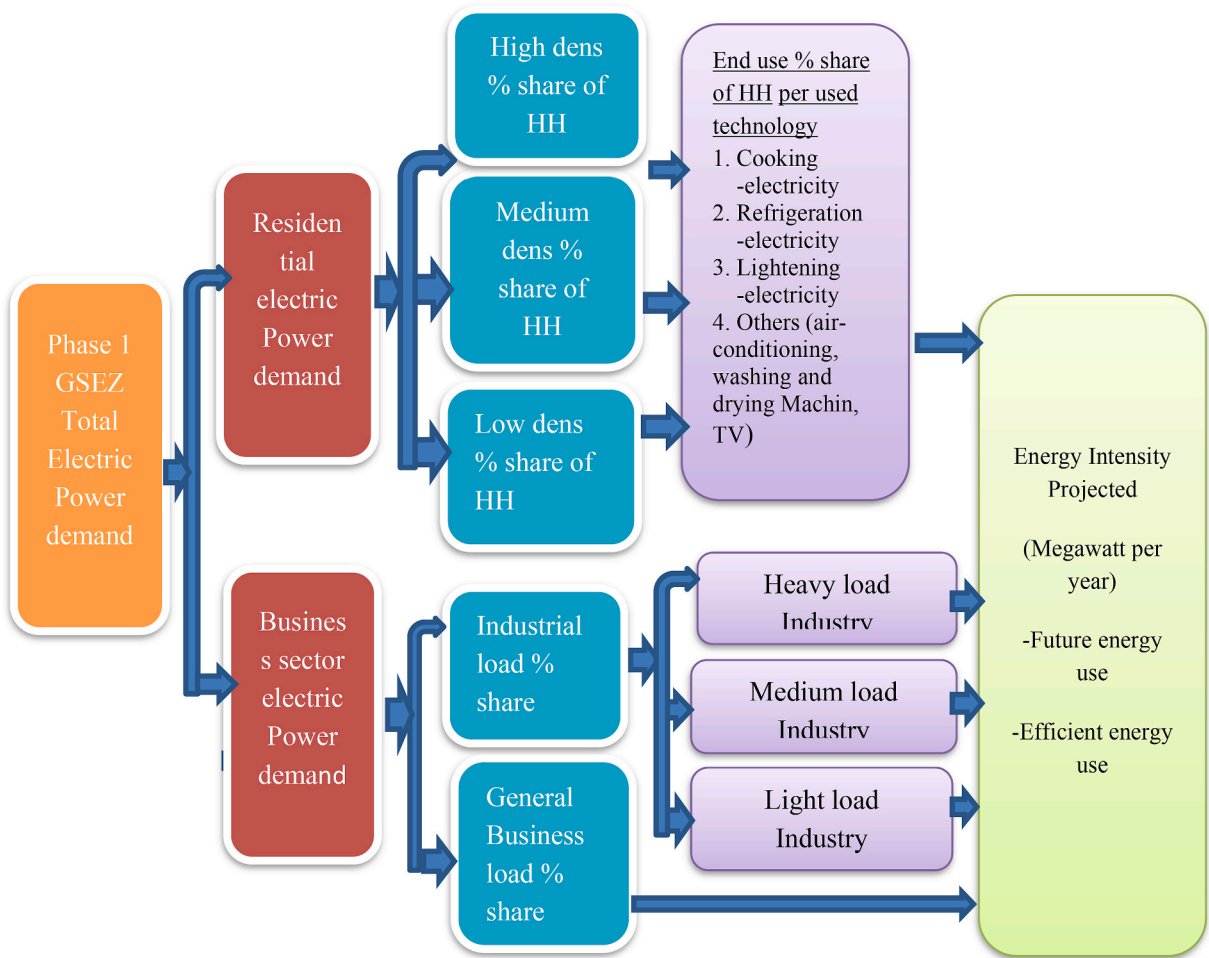 Phase 1
GSEZ
Total
Electric
Power
demand
Residen
tial
electric
Power
demand
Busines
s sector
electric
Power
demand
High dens
% share of
HH
Medium
dens %
share of
HH
Low dens
% share of
HH
Industrial
load %
share
General
Business
load %
share
End use % share
of HH per used
technology
1. Cooking
-electricity
2. Refrigeration
-electricity
3. Lightening
-electricity
4. Others (air-
conditioning,
washing and
drying Machin,
TV)
Heavy load
Industry
Medium load
Industry
Light load
Industry
Energy Intensity
Projected
(Megawatt per
year)
-Future energy
use
-Efficient energy
use